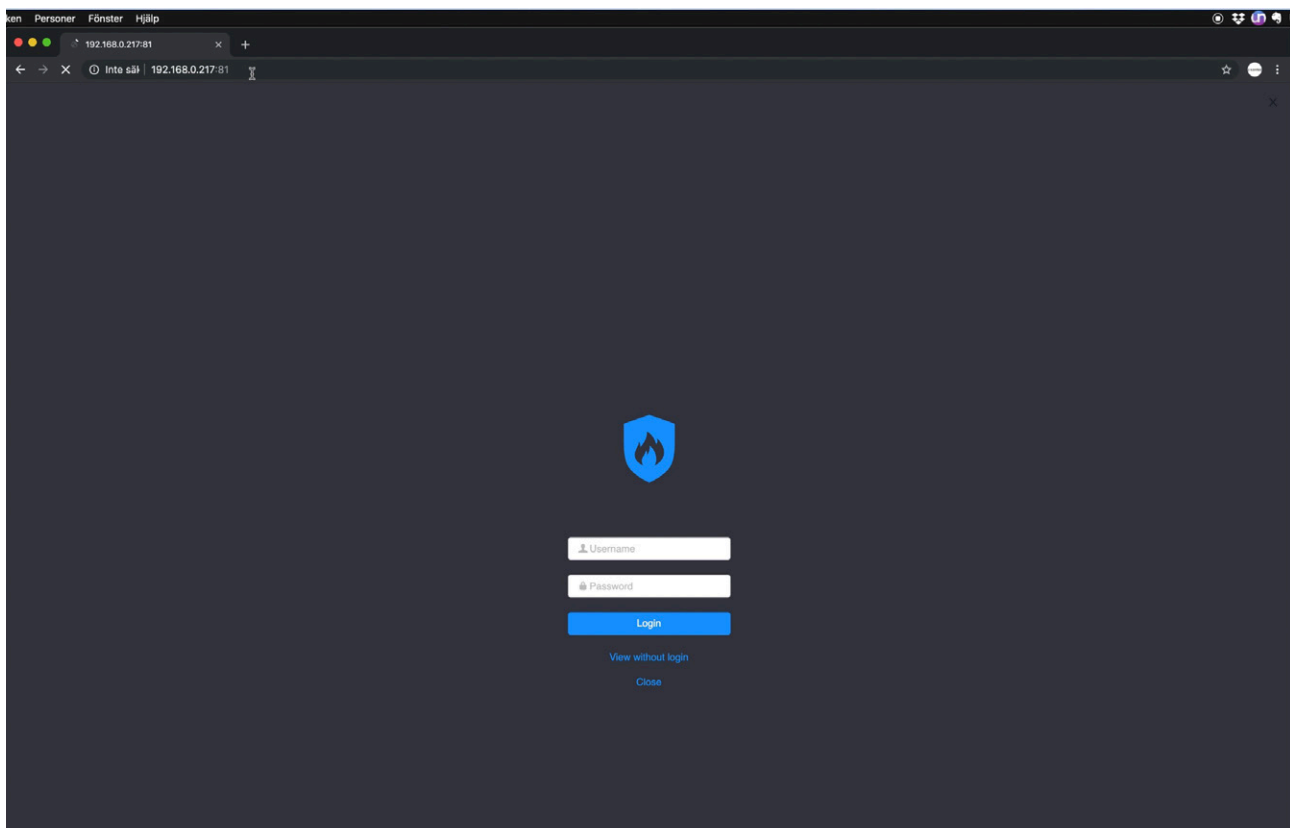 ken Personer Fönster Hjälp
192.168.0.217:81
Inte säk 192.168.0.217:81
Username
Password
Login
View without login
Close